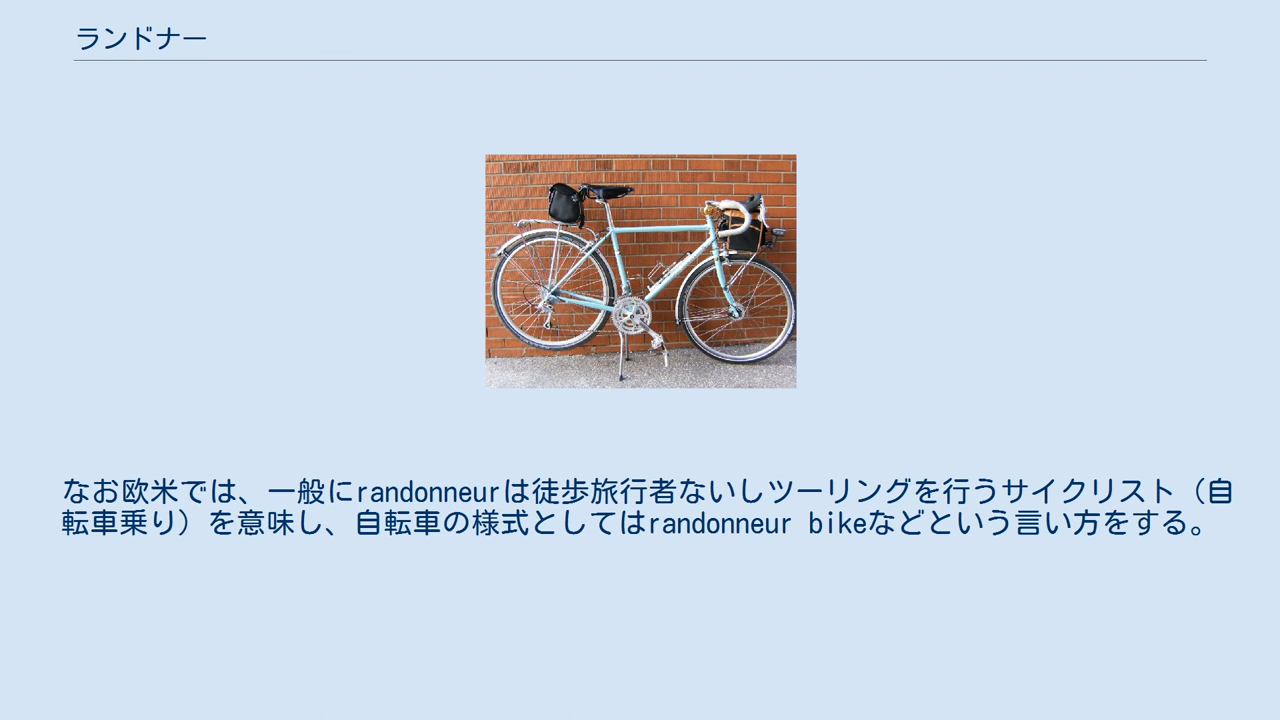 ランドナー
なお欧米では、一般にrandonneurは徒歩旅行者ないしツーリングを行うサイクリスト（自
転車乗り）を意味し、自転車の様式としてはrandonneur bikeなどという言い方をする。